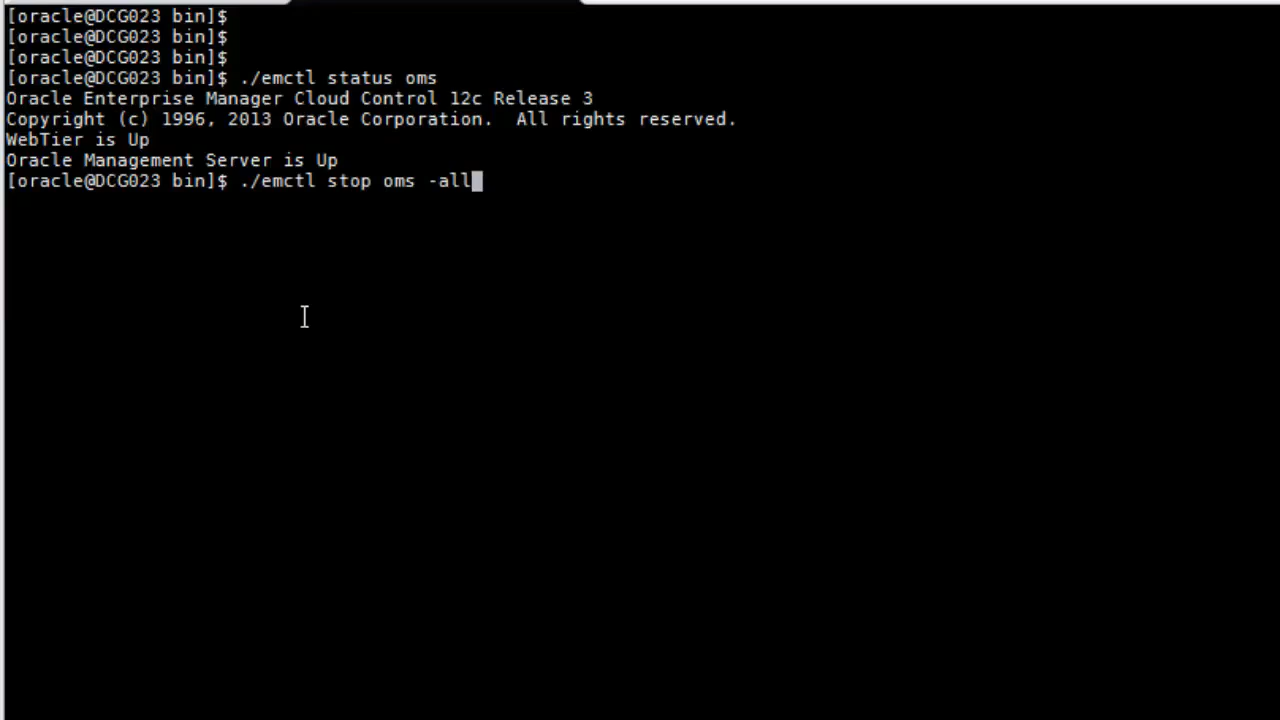 [oracle@DCG023 bin]$
[oracle@DCG023 bin]$
[oracle@DCG023 bin]$
[oracle@DCG023 bin]$ ./emctl status oms
Oracle Enterprise Manager Cloud Control 12c Release 3
Copyright (c) 1996, 2013 Oracle Corporation.  All rights reserved.
WebTier is Up
Oracle Management Server is Up
[oracle@DCG023 bin]$ ./emctl stop oms -all